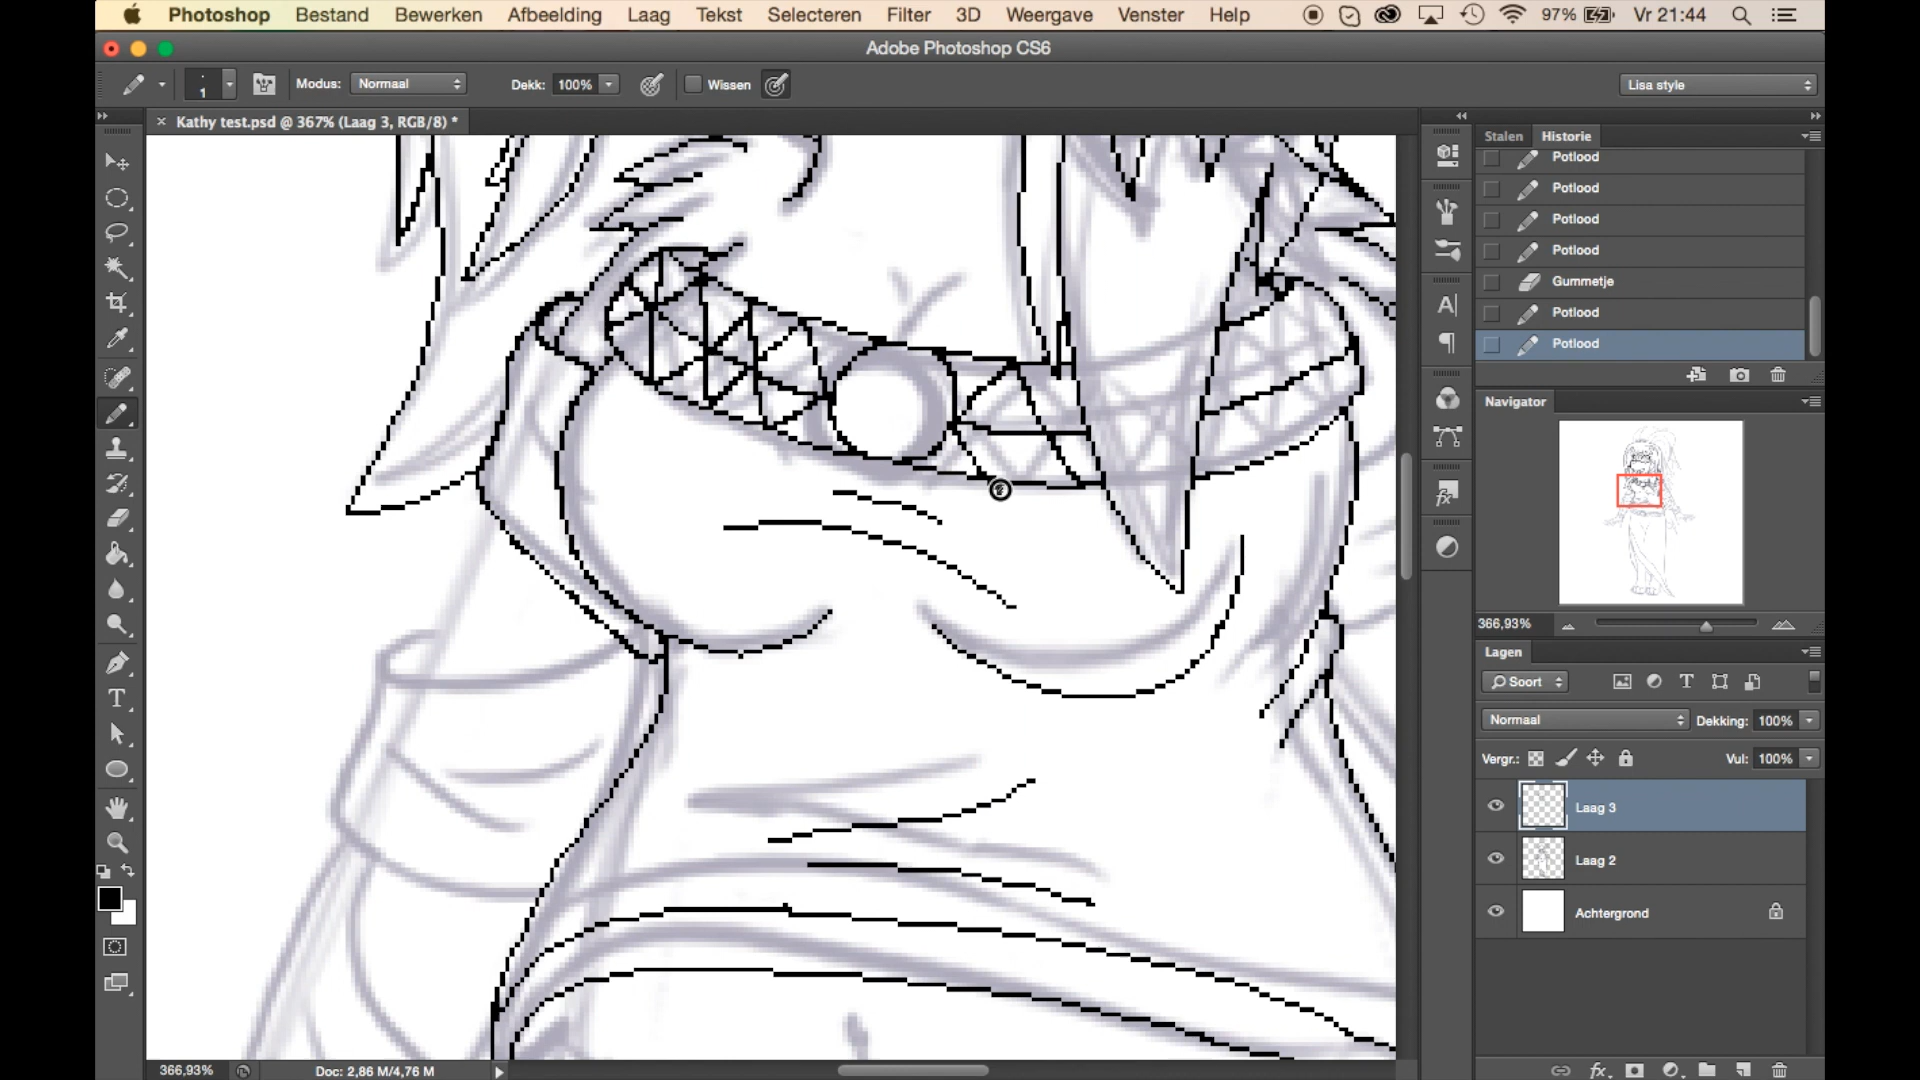 Photoshop Bestand Bewerken Afbeelding Laag Tekst Selecteren Filter 3D Weergave Venster Help 97% Vr 21:44
Adobe Photoshop CS6
1 Modus: Normaal Dekk: 100% Wissen Lisa style
× Kathy test.psd @ 367% (Laag 3, RGB/8) *
Stalen Historie
Potlood
Potlood
Potlood
Potlood
Gummetje
Potlood
Potlood
Navigator
366,93%
Lagen
Soort
Normaal Dekking: 100%
Vergr.: Vul: 100%
Laag 3
Laag 2
Achtergrond
366,93% Doc: 2,86 M/4,76 M